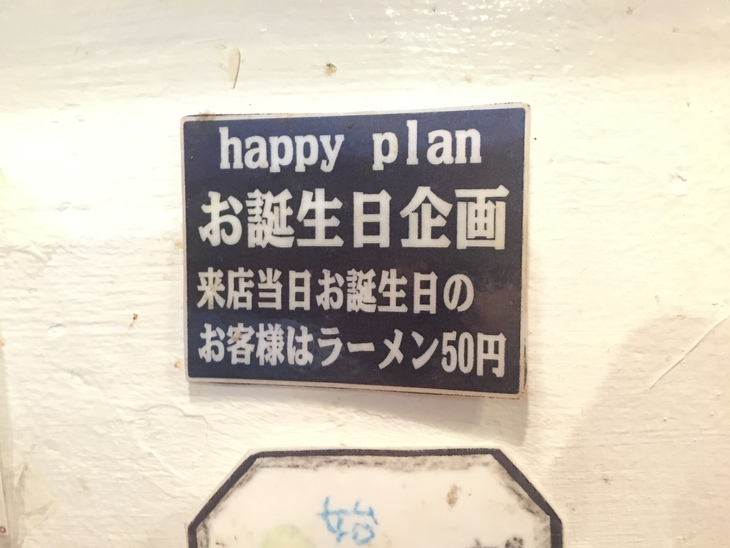 happy plan
お誕生日企画
来店当日お誕生日の
お客様はラーメン50円